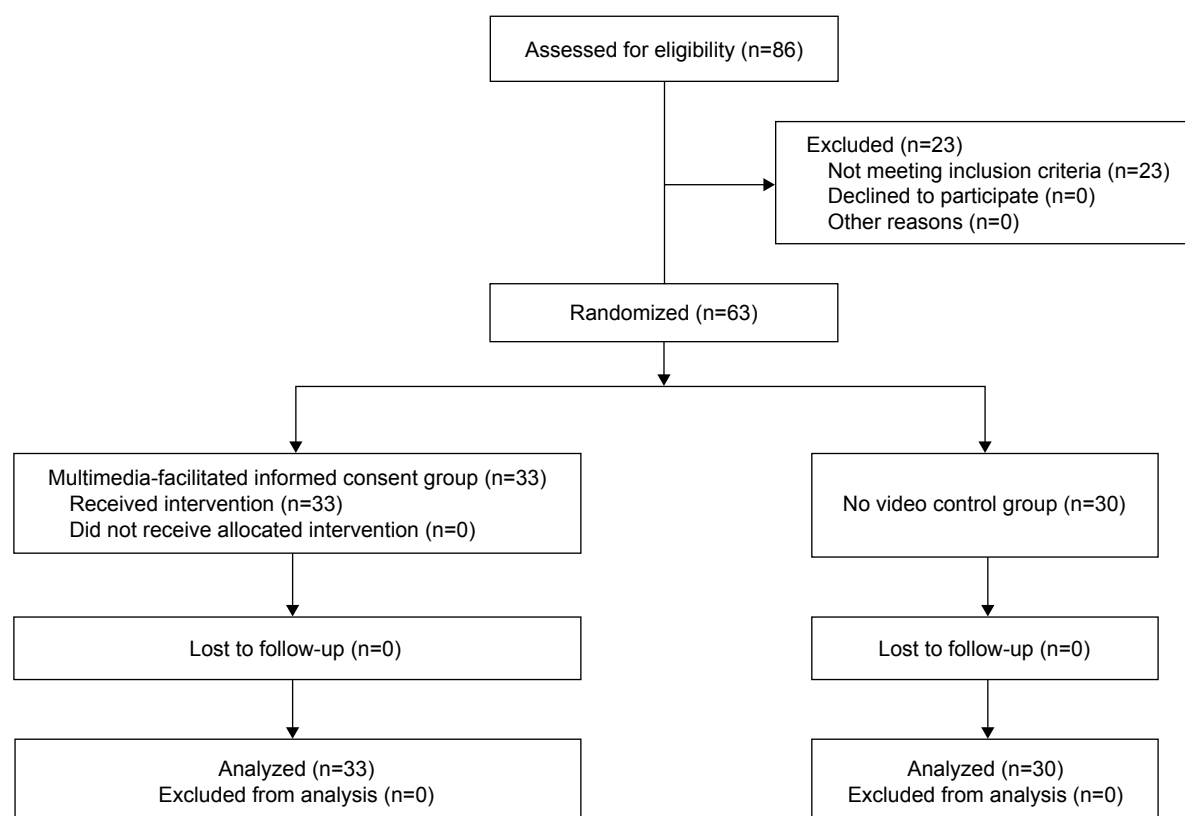 Assessed for eligibility (n=86)
Excluded (n=23)
Not meeting inclusion criteria (n=23)
Declined to participate (n=0)
Other reasons (n=0)
Randomized (n=63)
Multimedia-facilitated informed consent group (n=33)
Received intervention (n=33)
Did not receive allocated intervention (n=0)
No video control group (n=30)
Lost to follow-up (n=0)
Lost to follow-up (n=0)
Analyzed (n=33)
Excluded from analysis (n=0)
Analyzed (n=30)
Excluded from analysis (n=0)